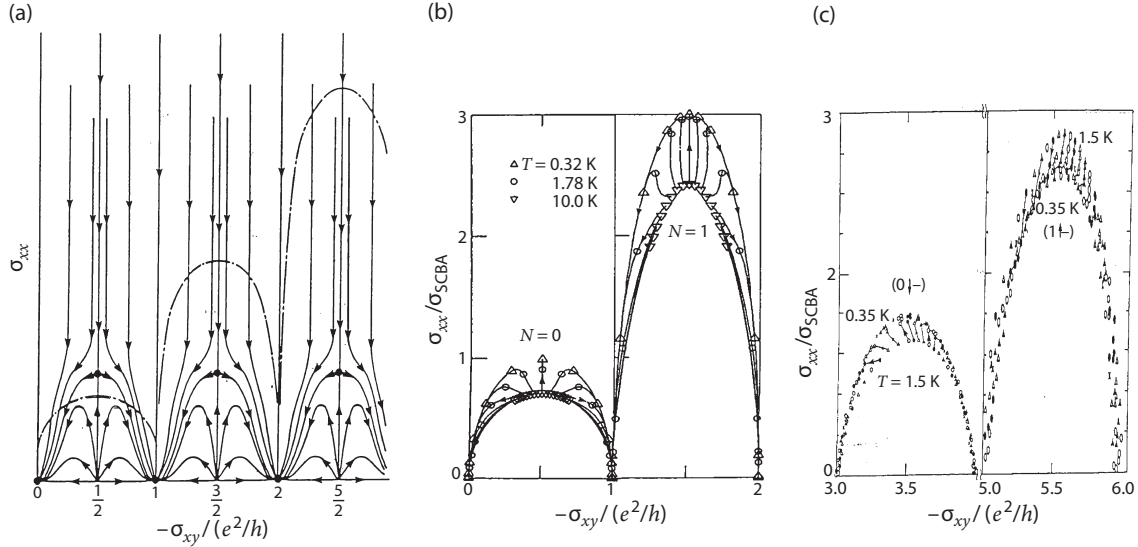 (a)
σxx
0
1/2
1
3/2
2
5/2
−σxy/(e²/h)
(b)
σxx/σSCBA
3
2
1
0
△ T = 0.32 K
○ 1.78 K
▽ 10.0 K
N = 1
N = 0
0
1
2
−σxy/(e²/h)
(c)
σxx/σSCBA
3
2
1
0
1.5 K
0.35 K
(1↑−)
(0↓−)
0.35 K
T = 1.5 K
3.0
3.5
5.0
5.5
6.0
−σxy/(e²/h)